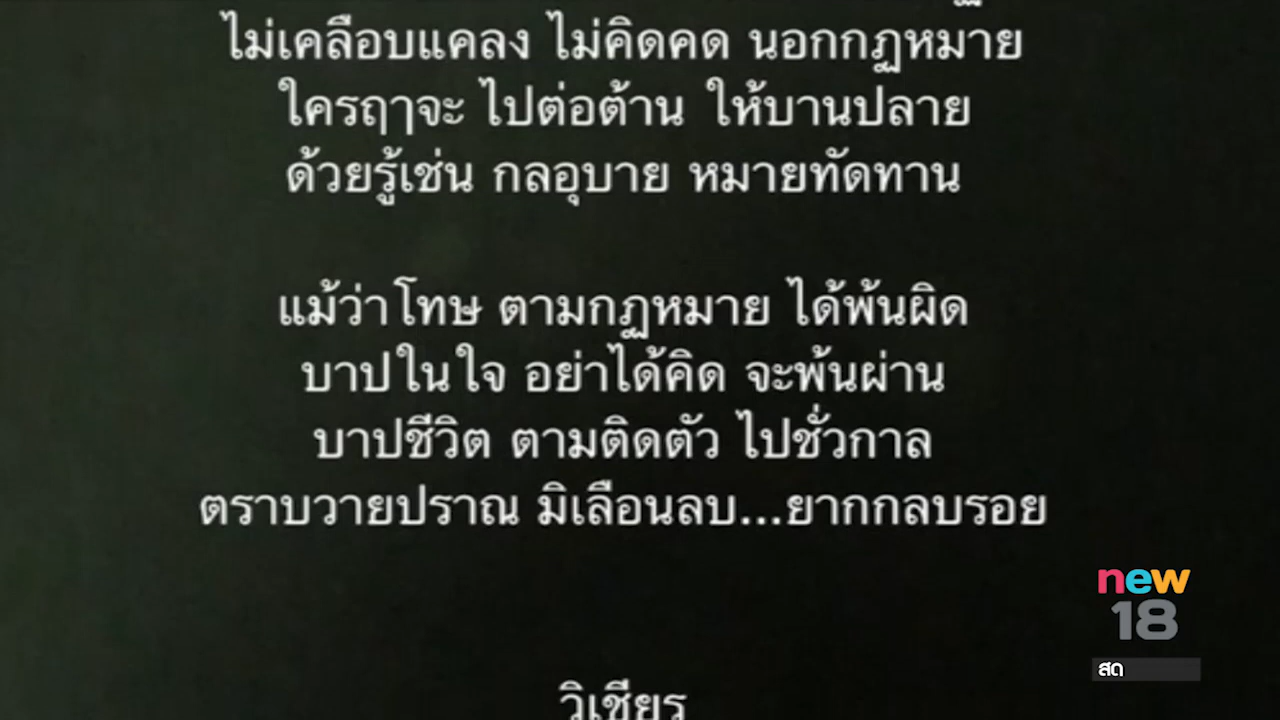 ไม่เคลือบแคลง ไม่คิดคด นอกกฏหมาย
ใครฤๅจะ ไปต่อต้าน ให้บานปลาย
ด้วยรู้เช่น กลอุบาย หมายทัดทาน
แม้ว่าโทษ ตามกฏหมาย ได้พ้นผิด
บาปในใจ อย่าได้คิด จะพ้นผ่าน
บาปชีวิต ตามติดตัว ไปชั่วกาล
ตราบวายปราณ มิเลือนลบ...ยากกลบรอย
new
18
สด
วิเชียร